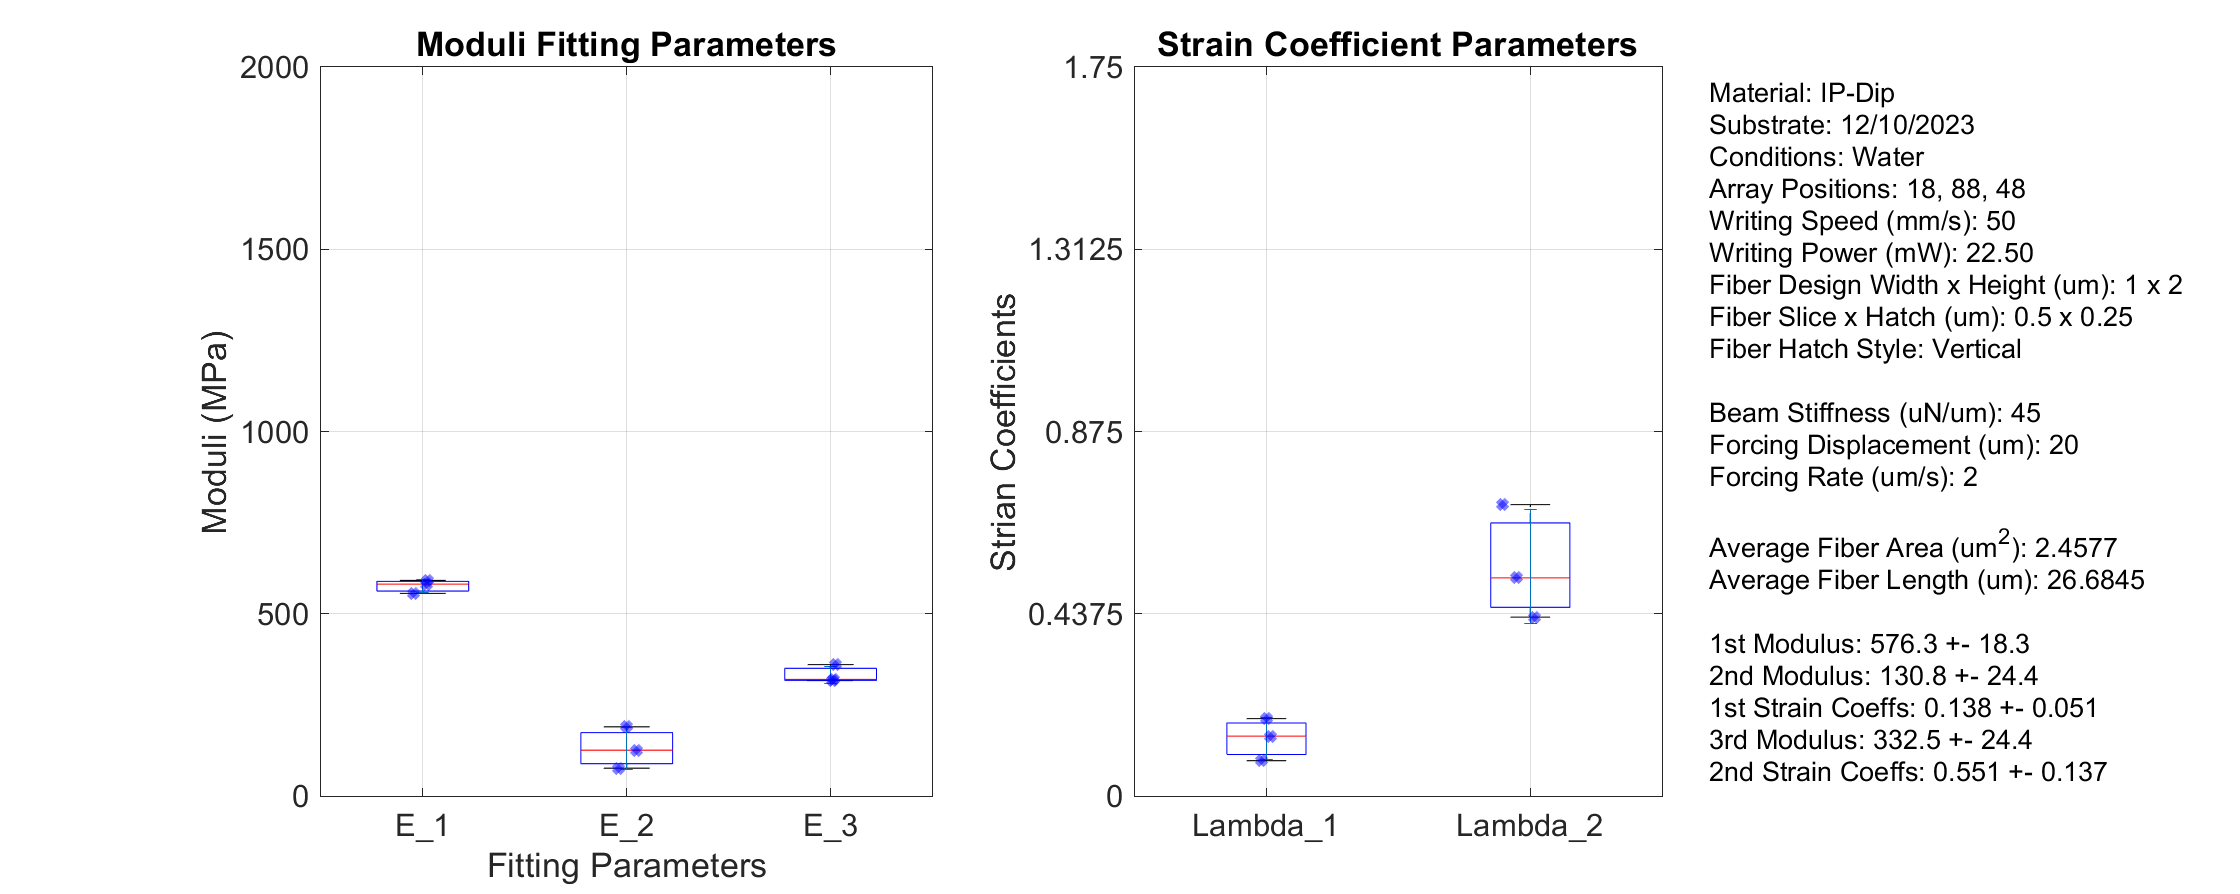 Moduli Fitting Parameters
2000
1500
1000
500
0
Moduli (MPa)
E_1
E_2
E_3
Fitting Parameters
Strain Coefficient Parameters
1.75
1.3125
0.875
0.4375
0
Strian Coefficients
Lambda_1
Lambda_2
Material: IP-Dip
Substrate: 12/10/2023
Conditions: Water
Array Positions: 18, 88, 48
Writing Speed (mm/s): 50
Writing Power (mW): 22.50
Fiber Design Width x Height (um): 1 x 2
Fiber Slice x Hatch (um): 0.5 x 0.25
Fiber Hatch Style: Vertical
Beam Stiffness (uN/um): 45
Forcing Displacement (um): 20
Forcing Rate (um/s): 2
Average Fiber Area (um²): 2.4577
Average Fiber Length (um): 26.6845
1st Modulus: 576.3 +- 18.3
2nd Modulus: 130.8 +- 24.4
1st Strain Coeffs: 0.138 +- 0.051
3rd Modulus: 332.5 +- 24.4
2nd Strain Coeffs: 0.551 +- 0.137